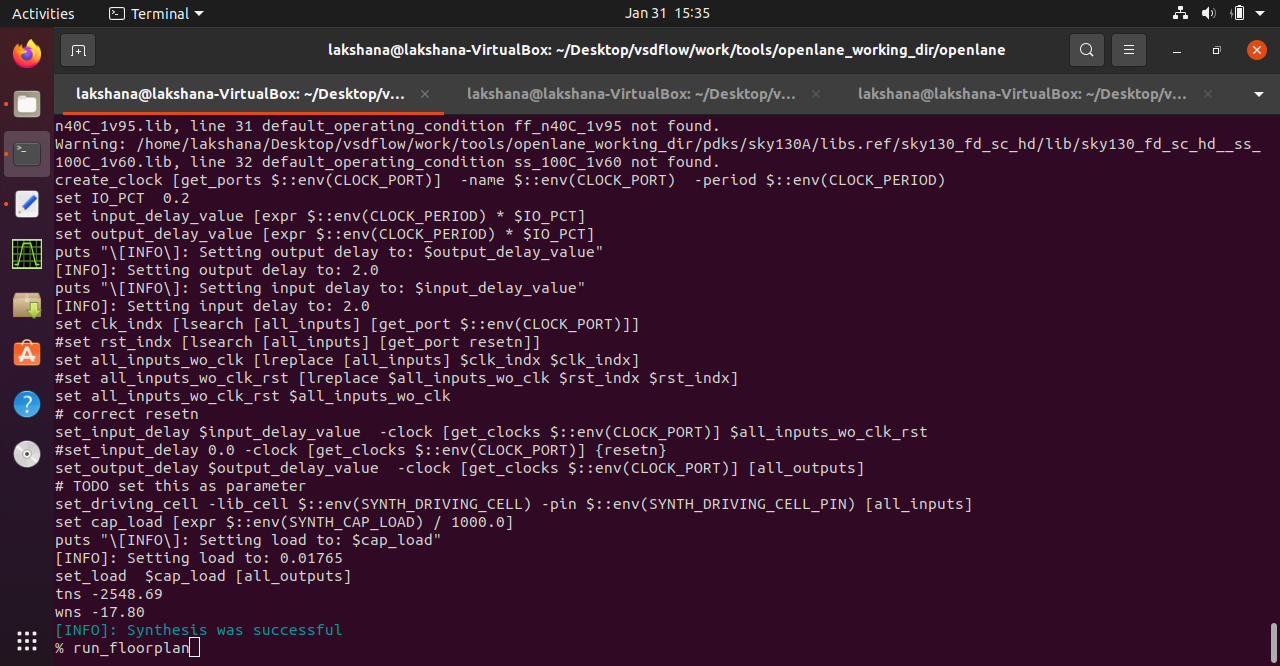 Activities
Terminal
Jan 31 15:35
lakshana@lakshana-VirtualBox: ~/Desktop/vsdflow/work/tools/openlane_working_dir/openlane
lakshana@lakshana-VirtualBox: ~/Desktop/v...
lakshana@lakshana-VirtualBox: ~/Desktop/v...
lakshana@lakshana-VirtualBox: ~/Desktop/v...
n40C_1v95.lib, line 31 default_operating_condition ff_n40C_1v95 not found.
Warning: /home/lakshana/Desktop/vsdflow/work/tools/openlane_working_dir/pdks/sky130A/libs.ref/sky130_fd_sc_hd/lib/sky130_fd_sc_hd__ss_
100C_1v60.lib, line 32 default_operating_condition ss_100C_1v60 not found.
create_clock [get_ports $::env(CLOCK_PORT)]  -name $::env(CLOCK_PORT)  -period $::env(CLOCK_PERIOD)
set IO_PCT  0.2
set input_delay_value [expr $::env(CLOCK_PERIOD) * $IO_PCT]
set output_delay_value [expr $::env(CLOCK_PERIOD) * $IO_PCT]
puts "\[INFO\]: Setting output delay to: $output_delay_value"
[INFO]: Setting output delay to: 2.0
puts "\[INFO\]: Setting input delay to: $input_delay_value"
[INFO]: Setting input delay to: 2.0
set clk_indx [lsearch [all_inputs] [get_port $::env(CLOCK_PORT)]]
#set rst_indx [lsearch [all_inputs] [get_port resetn]]
set all_inputs_wo_clk [lreplace [all_inputs] $clk_indx $clk_indx]
#set all_inputs_wo_clk_rst [lreplace $all_inputs_wo_clk $rst_indx $rst_indx]
set all_inputs_wo_clk_rst $all_inputs_wo_clk
# correct resetn
set_input_delay $input_delay_value  -clock [get_clocks $::env(CLOCK_PORT)] $all_inputs_wo_clk_rst
#set_input_delay 0.0 -clock [get_clocks $::env(CLOCK_PORT)] {resetn}
set_output_delay $output_delay_value  -clock [get_clocks $::env(CLOCK_PORT)] [all_outputs]
# TODO set this as parameter
set_driving_cell -lib_cell $::env(SYNTH_DRIVING_CELL) -pin $::env(SYNTH_DRIVING_CELL_PIN) [all_inputs]
set cap_load [expr $::env(SYNTH_CAP_LOAD) / 1000.0]
puts "\[INFO\]: Setting load to: $cap_load"
[INFO]: Setting load to: 0.01765
set_load  $cap_load [all_outputs]
tns -2548.69
wns -17.80
[INFO]: Synthesis was successful
% run_floorplan